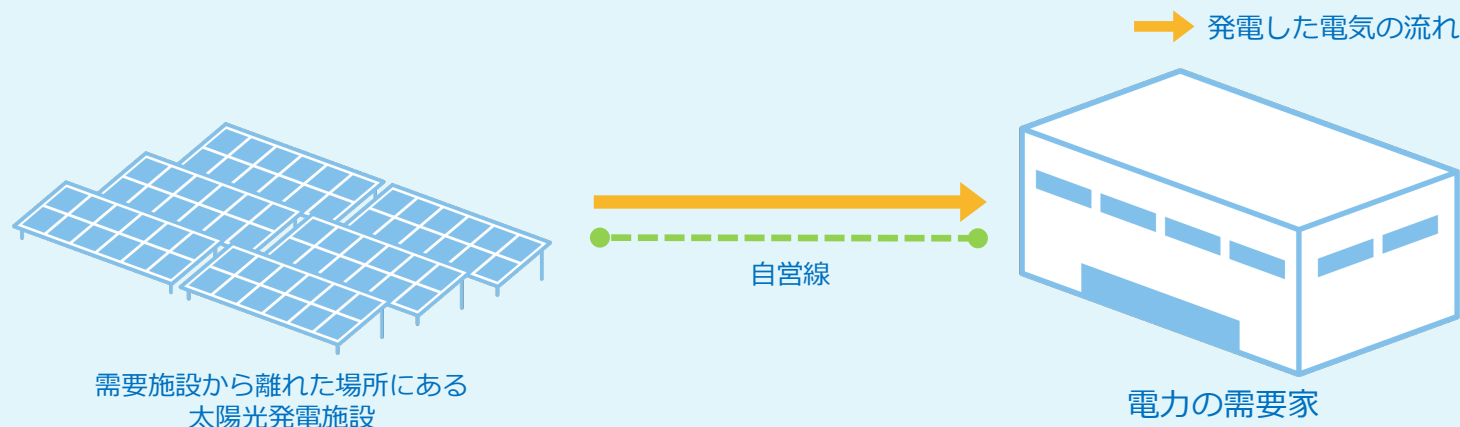 発電した電気の流れ
自営線
需要施設から離れた場所にある
太陽光発電施設
電力の需要家